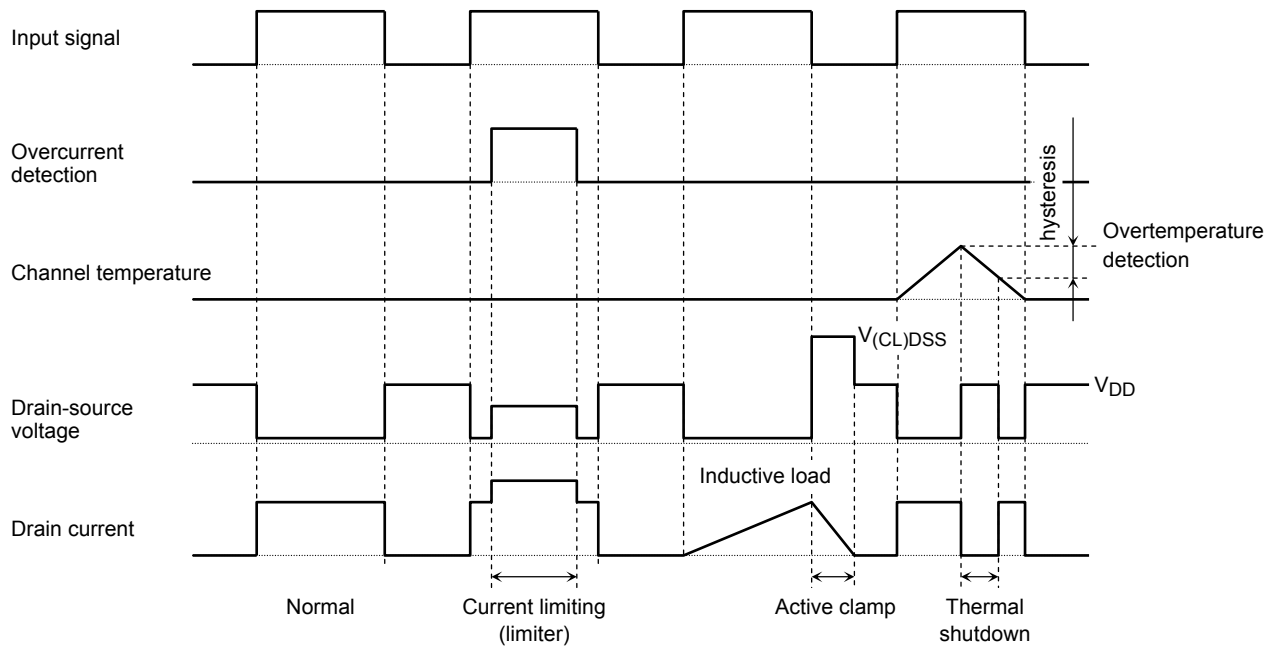 Input signal
Overcurrent
detection
hysteresis
Overtemperature
detection
Channel temperature
V(CL)DSS
VDD
Drain-source
voltage
Inductive load
Drain current
Normal
Current limiting
(limiter)
Active clamp
Thermal
shutdown